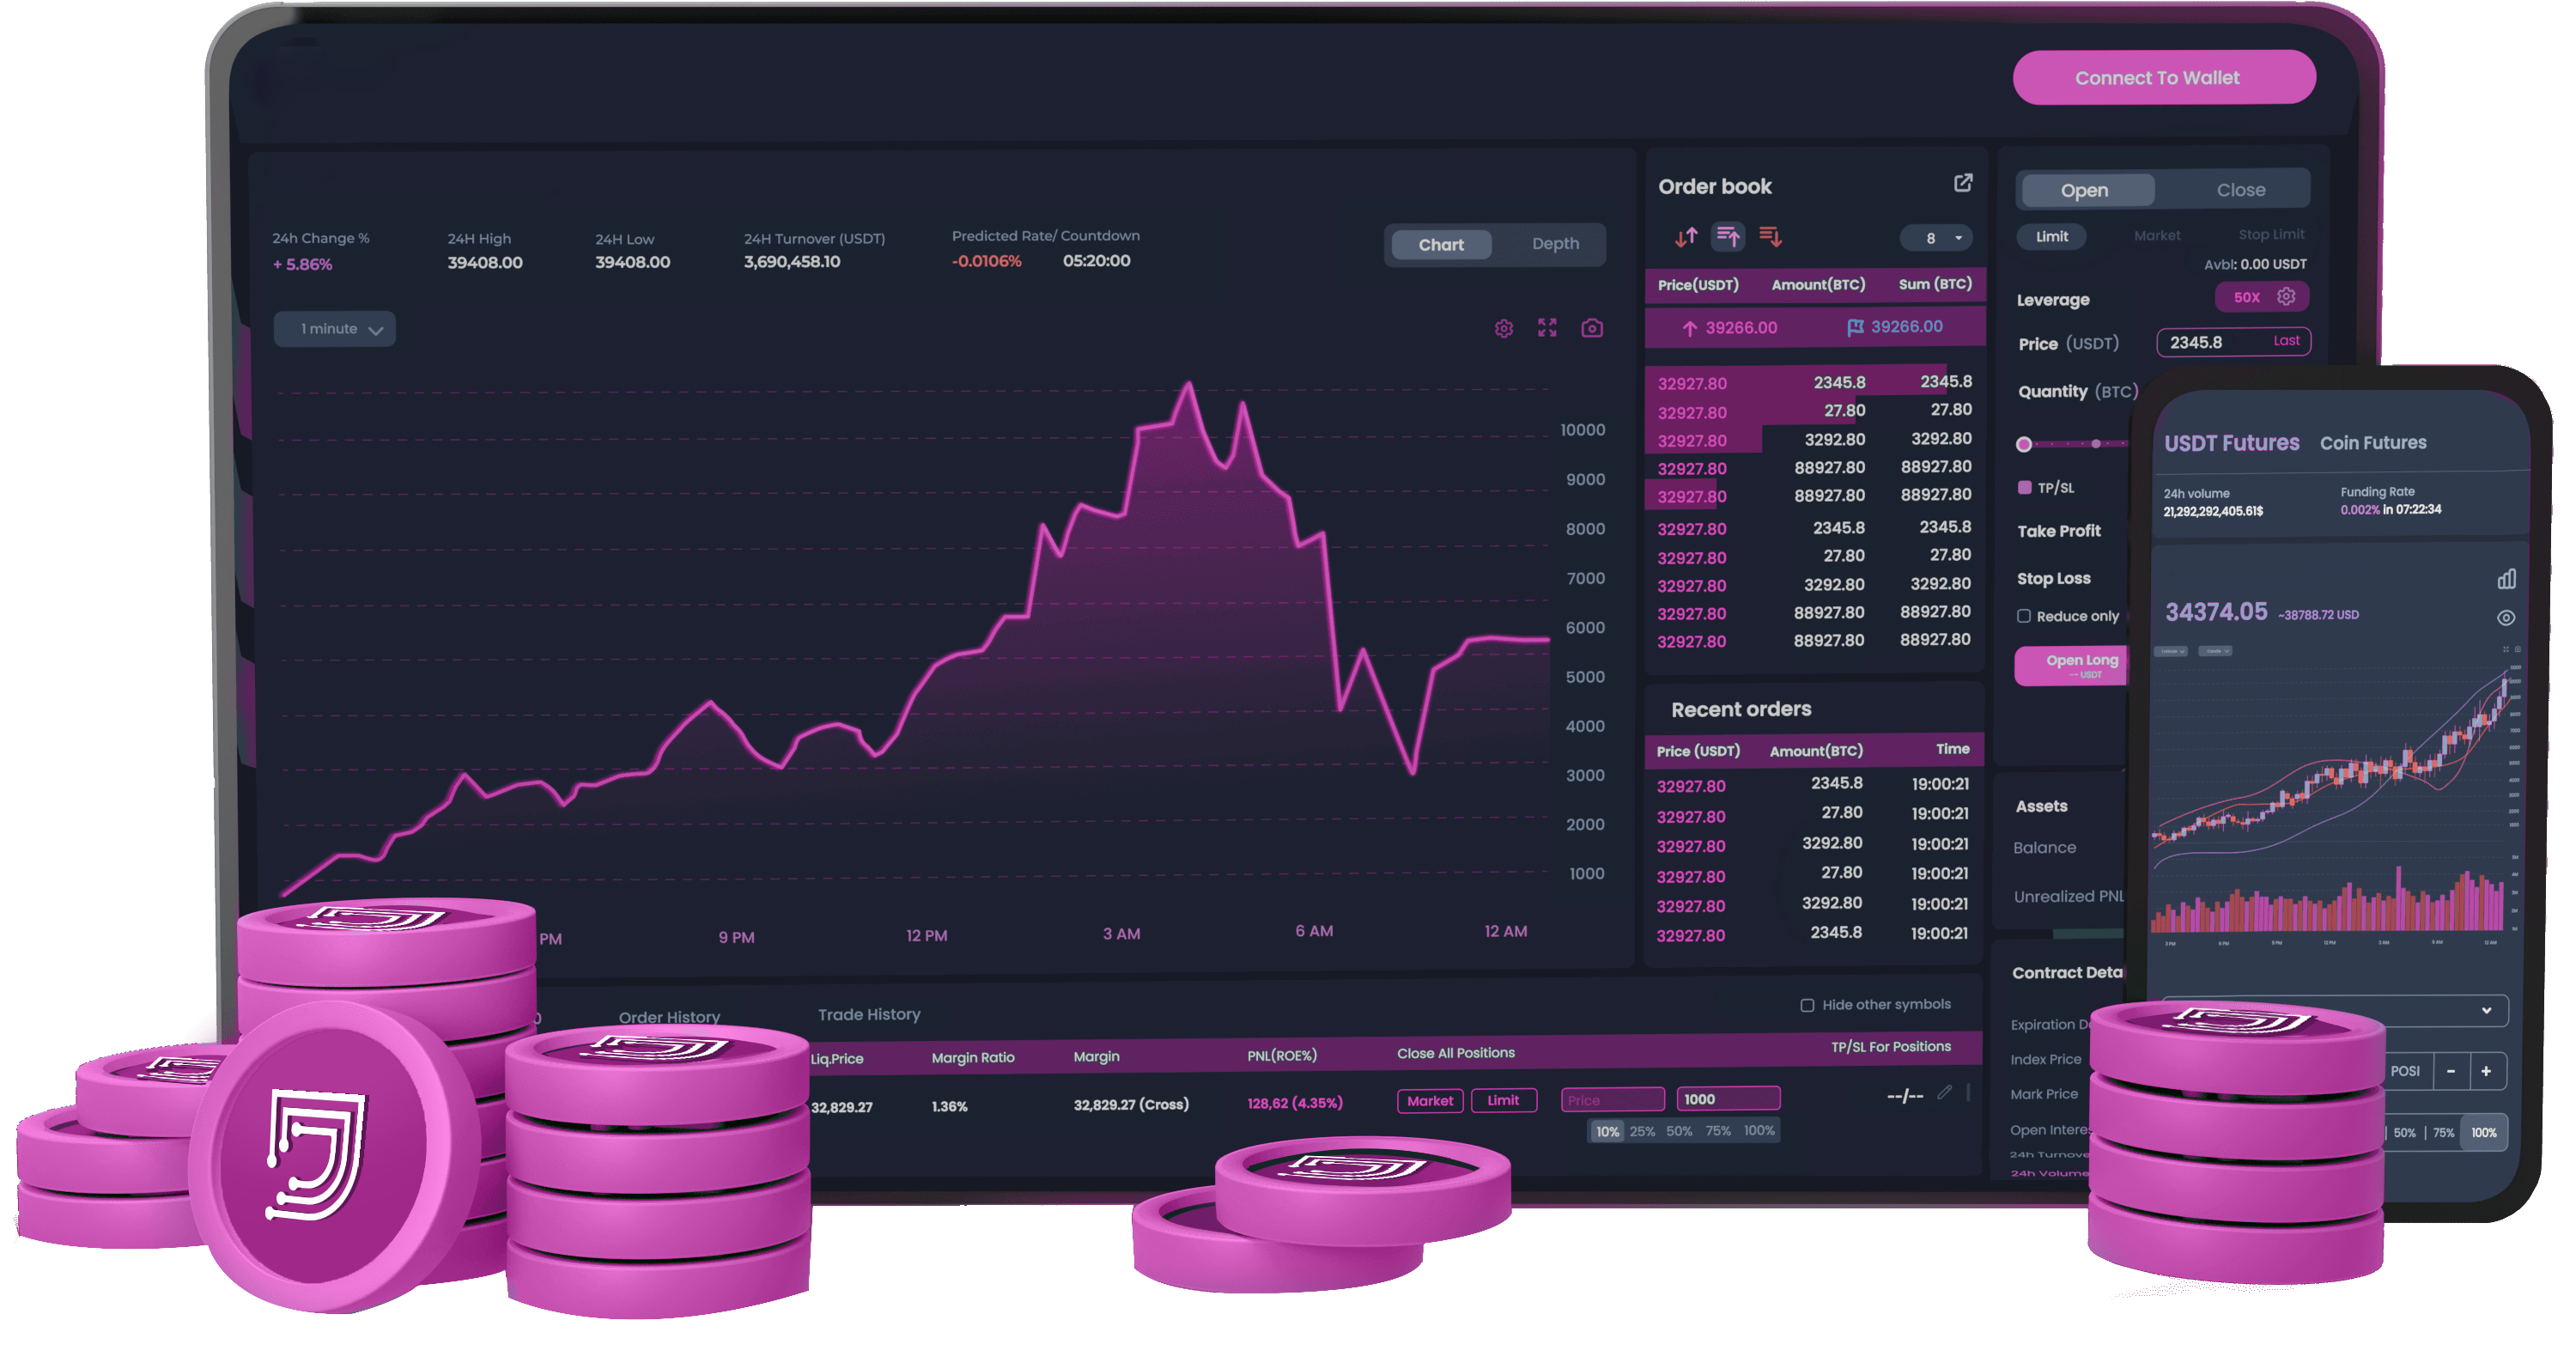 Connect To Wallet
24h Change % 24H High 24H Low 24H Turnover (USDT) Predicted Rate/ Countdown
+ 5.86% 39408.00 39408.00 3,690,458.10 -0.0106% 05:20:00
Chart Depth
1 minute
10000
9000
8000
7000
6000
5000
4000
3000
2000
1000
PM 9 PM 12 PM 3 AM 6 AM 12 AM
Order book
8
Price(USDT) Amount(BTC) Sum (BTC)
39266.00 39266.00
32927.80 2345.8 2345.8
32927.80 27.80 27.80
32927.80 3292.80 3292.80
32927.80 88927.80 88927.80
32927.80 88927.80 88927.80
32927.80 2345.8 2345.8
32927.80 27.80 27.80
32927.80 3292.80 3292.80
32927.80 88927.80 88927.80
32927.80 88927.80 88927.80
Recent orders
Price (USDT) Amount(BTC) Time
32927.80 2345.8 19:00:21
32927.80 27.80 19:00:21
32927.80 3292.80 19:00:21
32927.80 27.80 19:00:21
32927.80 3292.80 19:00:21
32927.80 2345.8 19:00:21
Open Close
Limit Market Stop Limit
Avbl: 0.00 USDT
Leverage 50X
Price (USDT) 2345.8 Last
Quantity (BTC)
TP/SL
Take Profit
Stop Loss
Reduce only
Open Long
-- USDT
Assets
Balance
Unrealized PNL
Contract Deta
Expiration D
Index Price
Mark Price
Open Interes
24h Turnove
24h Volume
Order History Trade History Hide other symbols
Liq.Price Margin Ratio Margin PNL(ROE%) Close All Positions TP/SL For Positions
32,829.27 1.36% 32,829.27 (Cross) 128,62 (4.35%) Market Limit Price 1000 --/--
10% 25% 50% 75% 100%
USDT Futures Coin Futures
24h volume Funding Rate
21,292,292,405.61$ 0.002% in 07:22:34
34374.05 ~38788.72 USD
3 PM 6 PM 9 PM 12 PM 3 AM 6 AM 12 AM
POSI - +
| 50% | 75% 100%